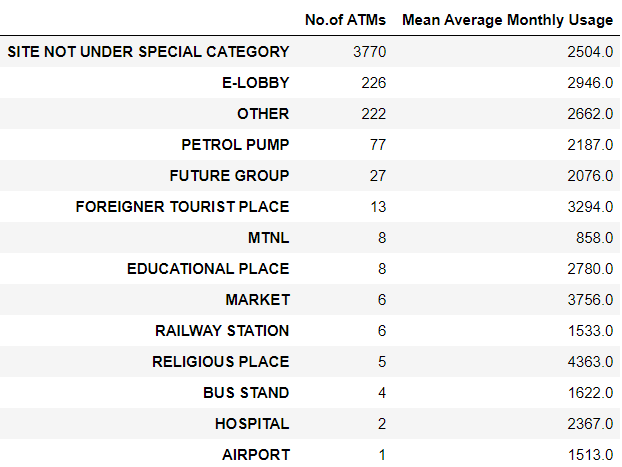 No.of ATMs Mean Average Monthly Usage
SITE NOT UNDER SPECIAL CATEGORY 3770 2504.0
E-LOBBY 226 2946.0
OTHER 222 2662.0
PETROL PUMP 77 2187.0
FUTURE GROUP 27 2076.0
FOREIGNER TOURIST PLACE 13 3294.0
MTNL 8 858.0
EDUCATIONAL PLACE 8 2780.0
MARKET 6 3756.0
RAILWAY STATION 6 1533.0
RELIGIOUS PLACE 5 4363.0
BUS STAND 4 1622.0
HOSPITAL 2 2367.0
AIRPORT 1 1513.0